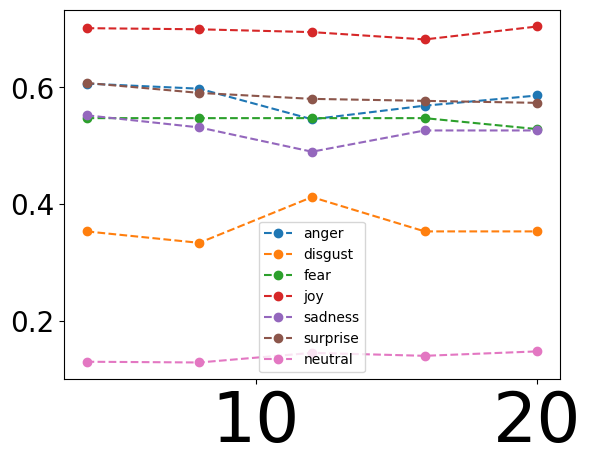 0.6
0.4
0.2
anger
disgust
fear
joy
sadness
surprise
neutral
10 20